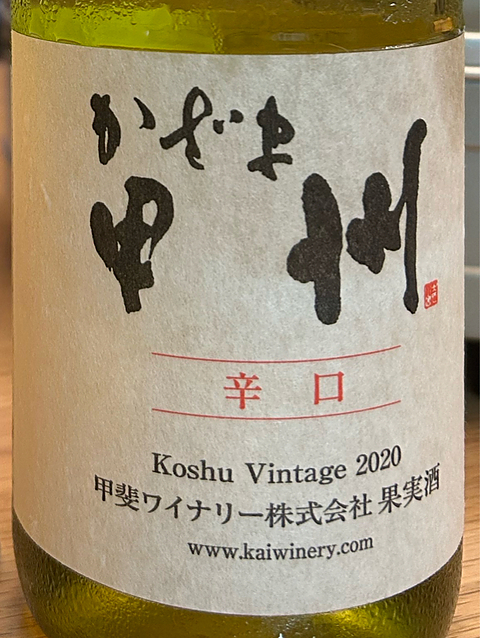 かざま
甲州
辛口
Koshu Vintage 2020
甲斐ワイナリー株式会社 果実酒
www.kaiwinery.com